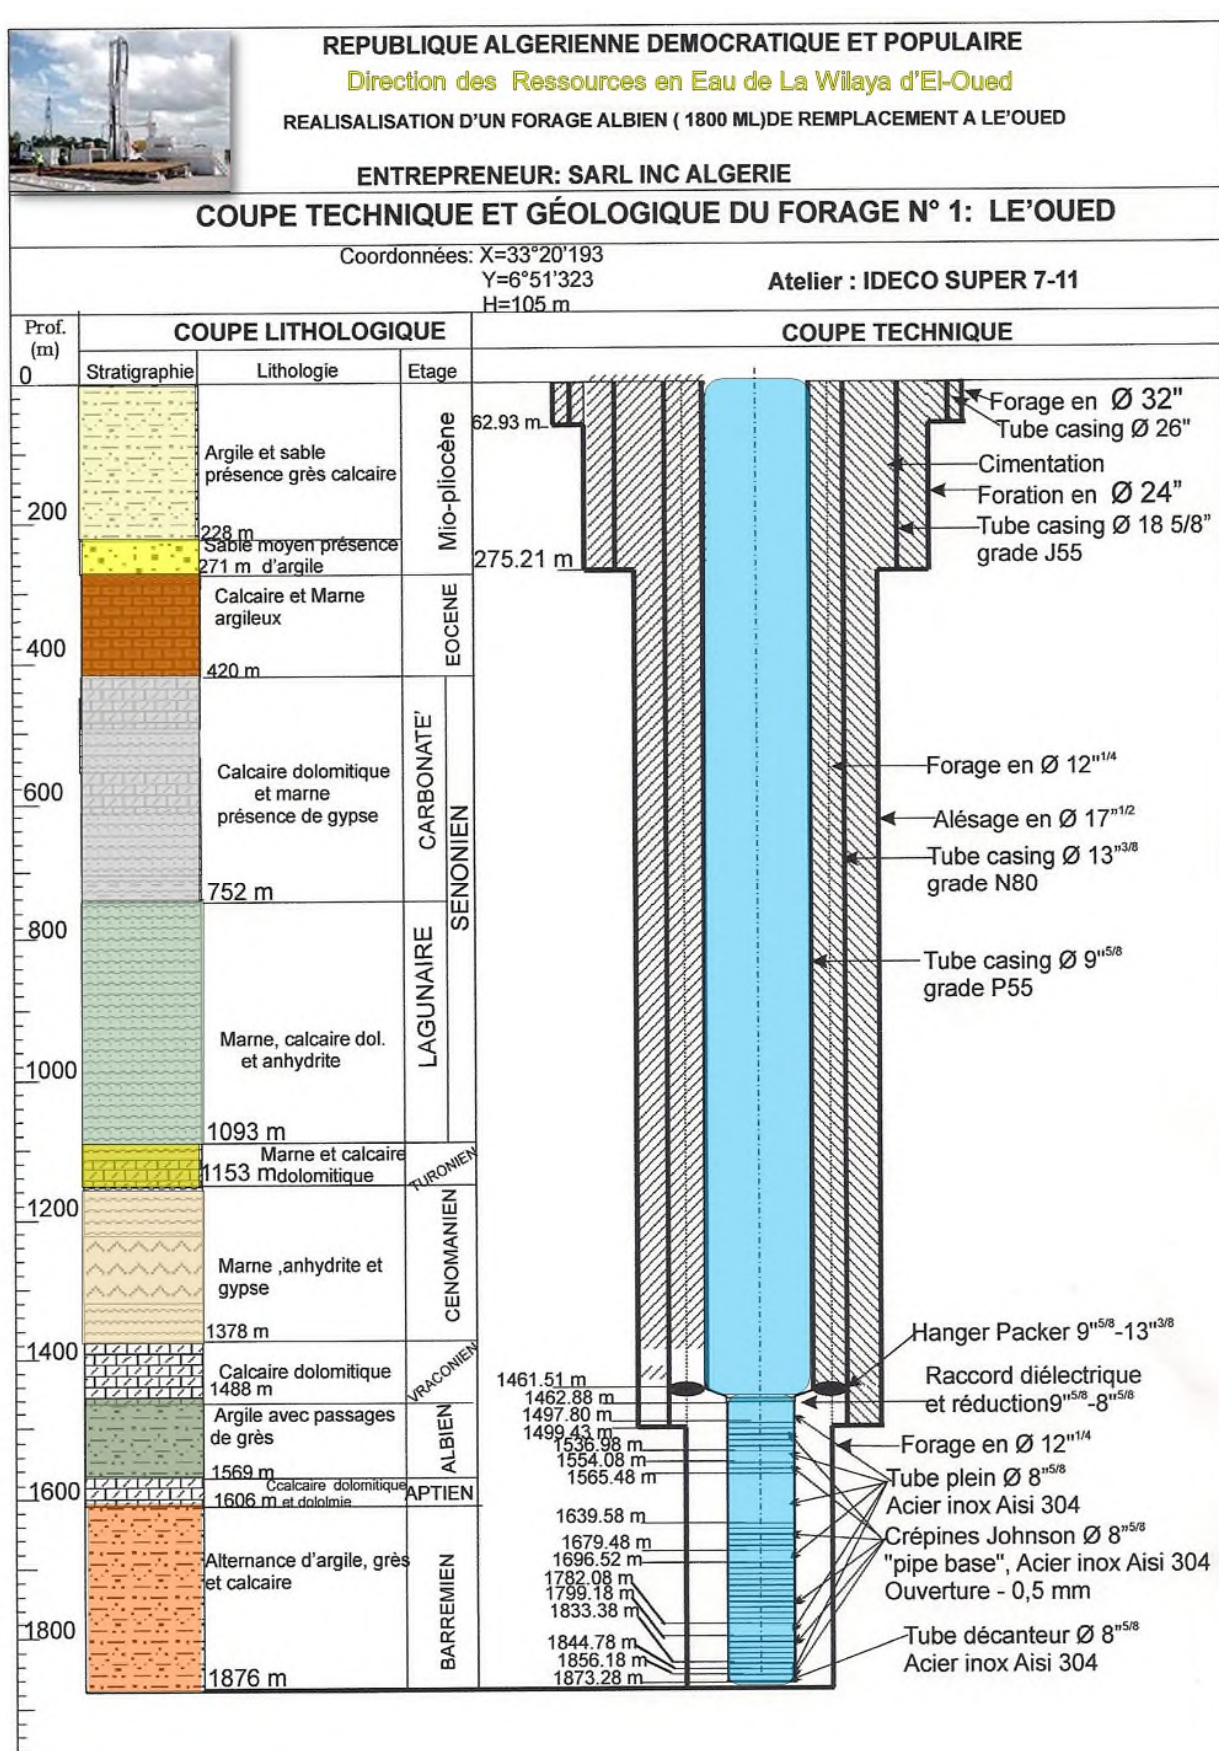 REPUBLIQUE ALGERIENNE DEMOCRATIQUE ET POPULAIRE
Direction des Ressources en Eau de La Wilaya d'El-Oued
REALISALISATION D'UN FORAGE ALBIEN ( 1800 ML)DE REMPLACEMENT A LE'OUED
ENTREPRENEUR: SARL INC ALGERIE
COUPE TECHNIQUE ET GÉOLOGIQUE DU FORAGE N° 1: LE'OUED
Coordonnées: X=33°20'193
Y=6°51'323
H=105 m
Atelier : IDECO SUPER 7-11
Prof.
(m)
COUPE LITHOLOGIQUE
COUPE TECHNIQUE
Stratigraphie
Lithologie
Etage
0
200
400
600
800
1000
1200
1400
1600
1800
Argile et sable
présence grès calcaire
228 m
Sable moyen présence
271 m d'argile
Calcaire et Marne
argileux
420 m
Calcaire dolomitique
et marne
présence de gypse
752 m
Marne, calcaire dol.
et anhydrite
1093 m
Marne et calcaire
1153 m dolomitique
Marne ,anhydrite et
gypse
1378 m
Calcaire dolomitique
1488 m
Argile avec passages
de grès
1569 m
Ccalcaire dolomitique
1606 m et dololmie
Alternance d'argile, grès
et calcaire
1876 m
Mio-pliocène
EOCENE
CARBONATE'
LAGUNAIRE
SENONIEN
TURONIEN
CENOMANIEN
VRACONIEN
ALBIEN
APTIEN
BARREMIEN
62.93 m
275.21 m
1461.51 m
1462.88 m
1497.80 m
1499.43 m
1536.98 m
1554.08 m
1565.48 m
1639.58 m
1679.48 m
1696.52 m
1782.08 m
1799.18 m
1833.38 m
1844.78 m
1856.18 m
1873.28 m
Forage en Ø 32"
Tube casing Ø 26"
Cimentation
Foration en Ø 24"
Tube casing Ø 18 5/8"
grade J55
Forage en Ø 12"1/4
Alésage en Ø 17"1/2
Tube casing Ø 13"3/8
grade N80
Tube casing Ø 9"5/8
grade P55
Hanger Packer 9"5/8-13"3/8
Raccord diélectrique
et réduction9"5/8-8"5/8
Forage en Ø 12"1/4
Tube plein Ø 8"5/8
Acier inox Aisi 304
Crépines Johnson Ø 8"5/8
"pipe base", Acier inox Aisi 304
Ouverture - 0,5 mm
Tube décanteur Ø 8"5/8
Acier inox Aisi 304